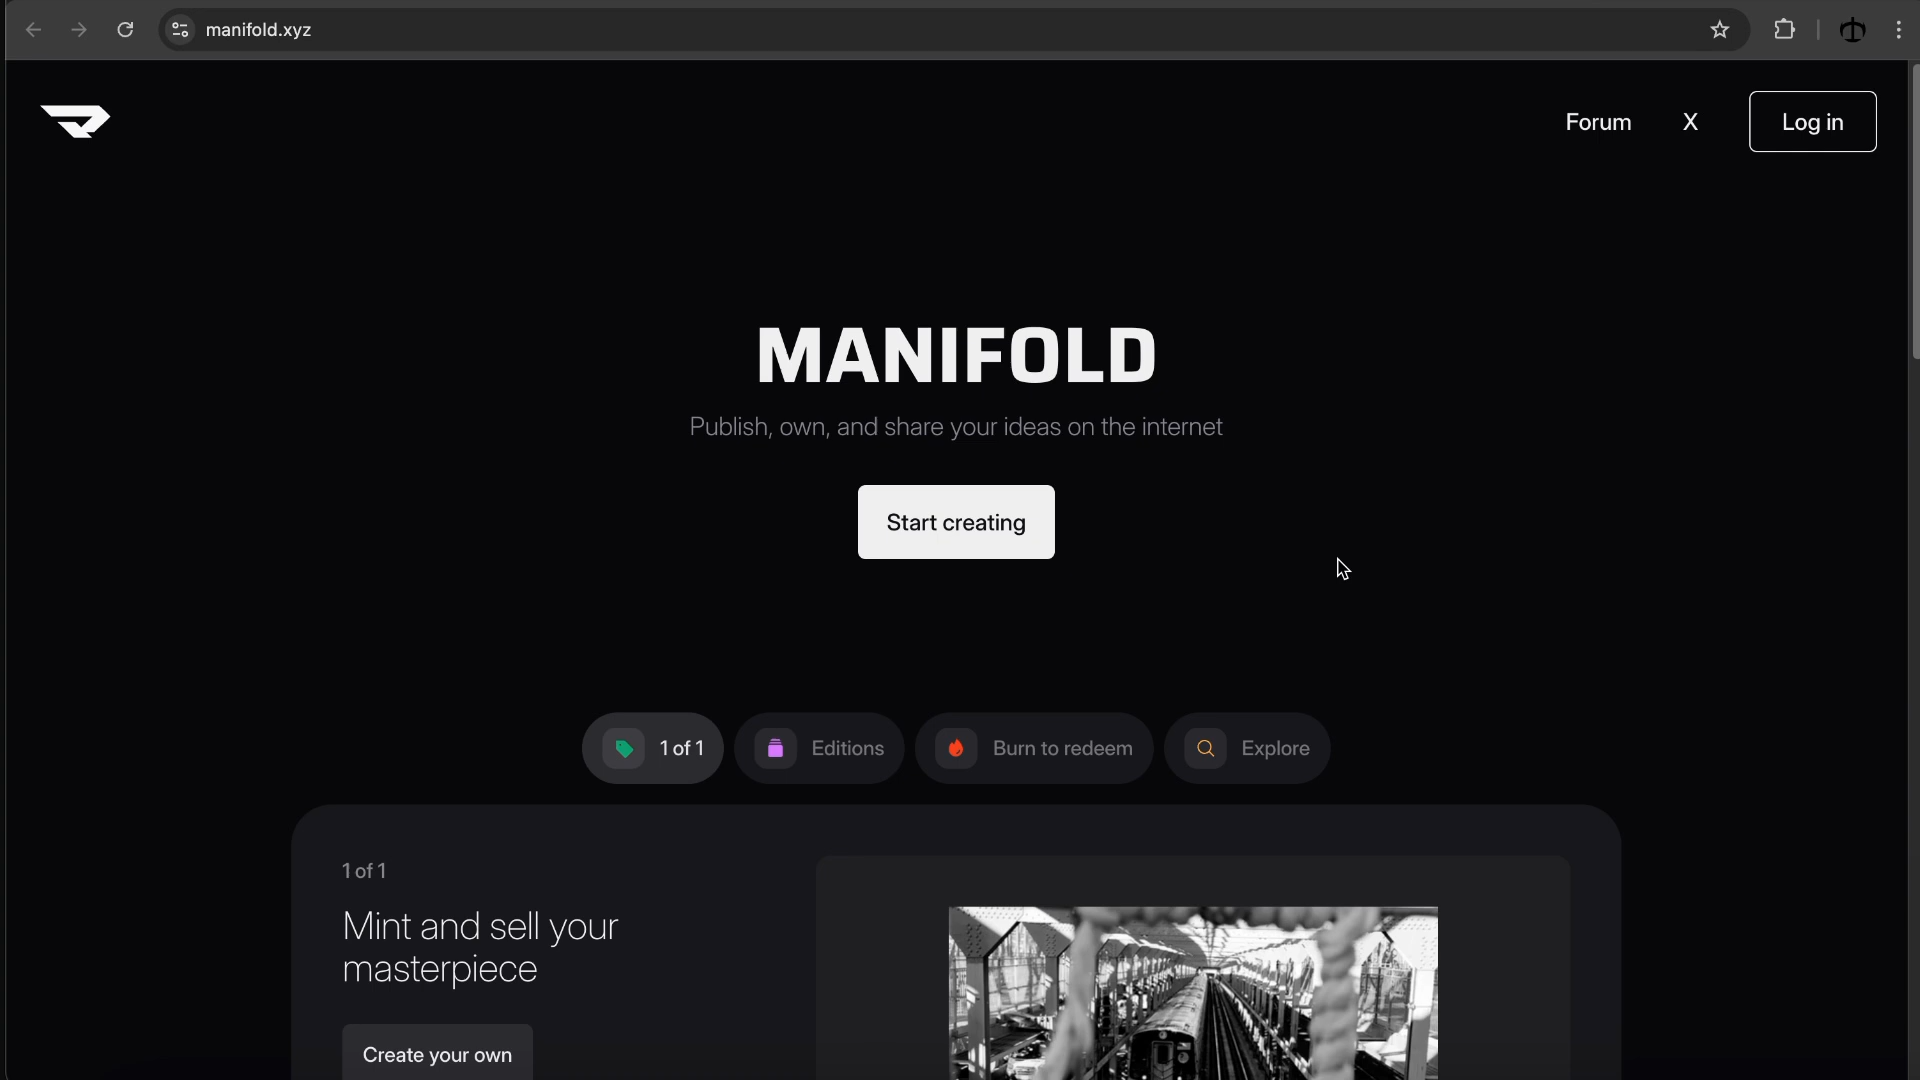 manifold.xyz
Forum X Log in
MANIFOLD
Publish, own, and share your ideas on the internet
Start creating
1 of 1 Editions Burn to redeem Explore
1 of 1
Mint and sell your
masterpiece
Create your own